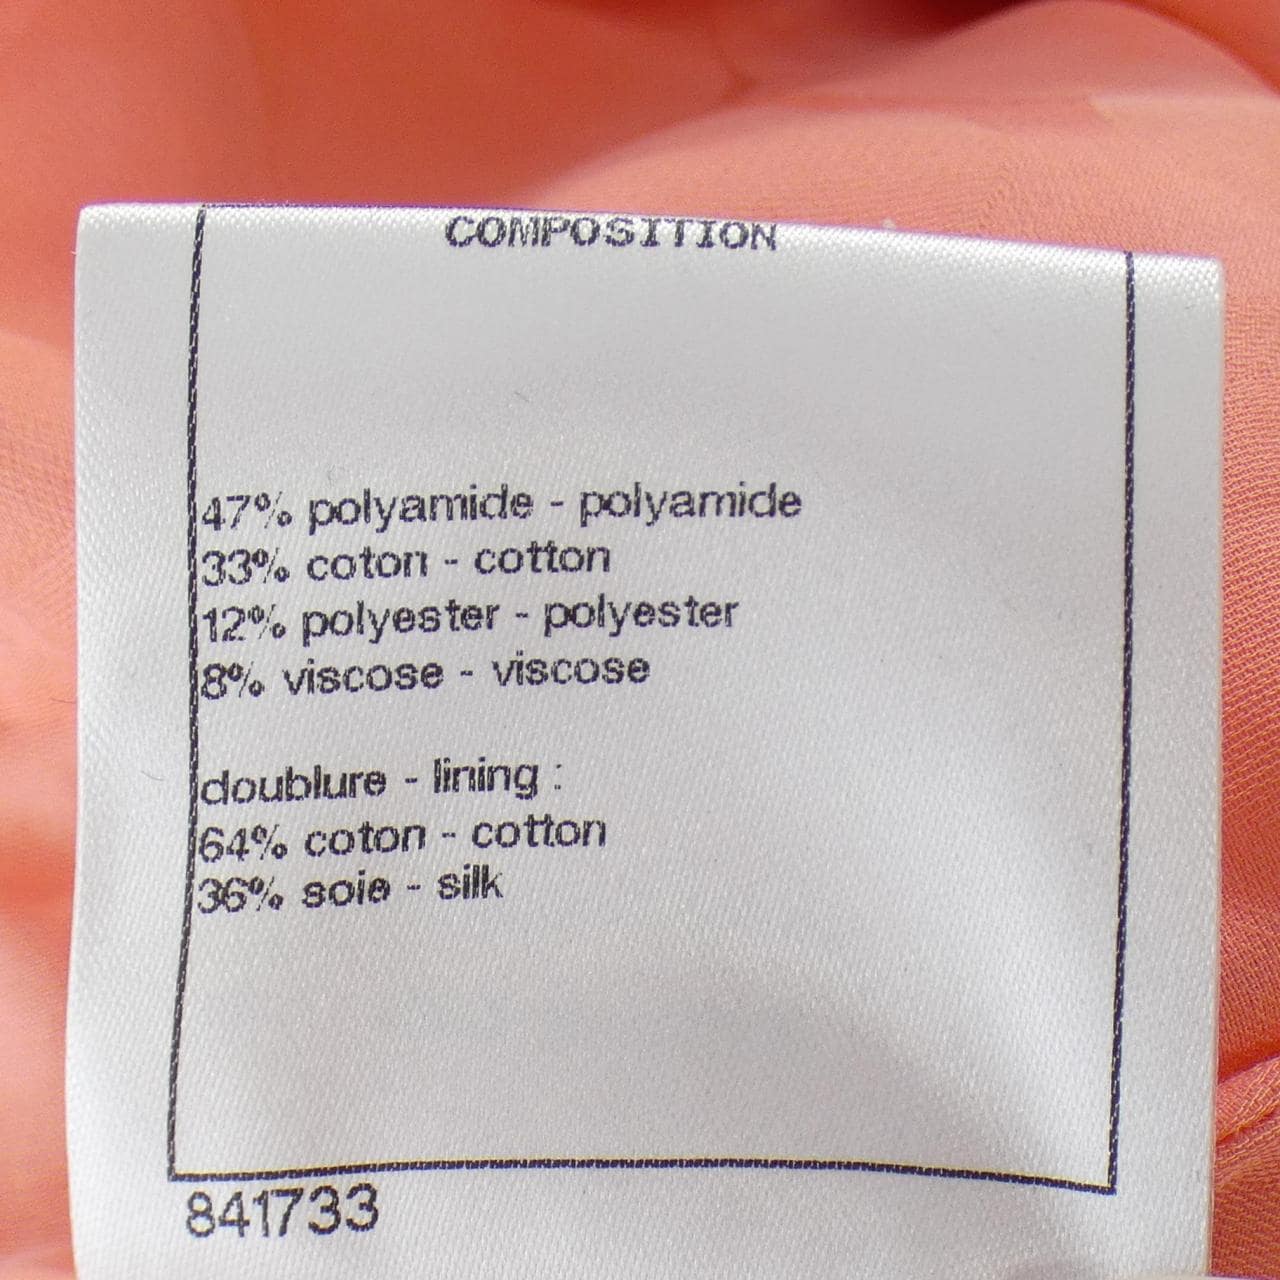 COMPOSITION
47% polyamide - polyamide
33% coton - cotton
12% polyester - polyester
8% viscose - viscose
doublure - lining :
64% coton - cotton
36% soie - silk
841733